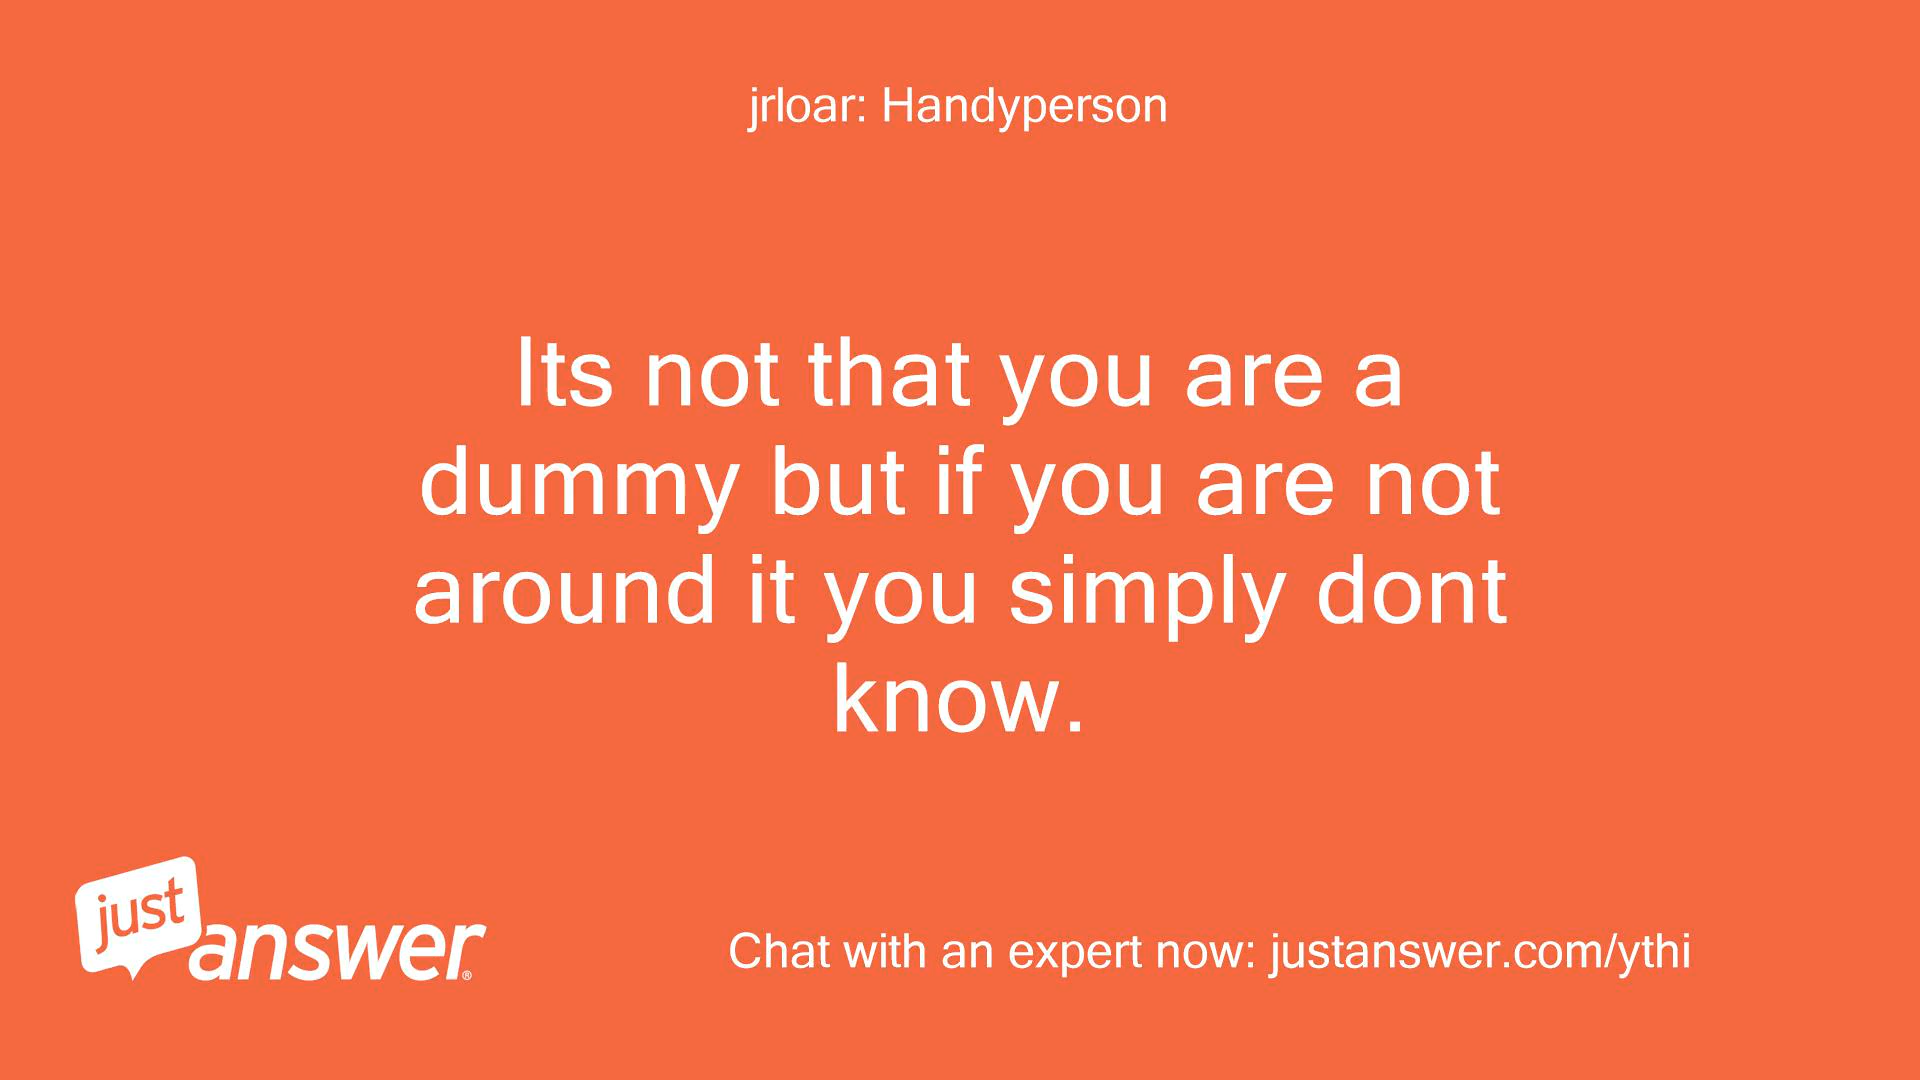 jrloar: Handyperson
Its not that you are a
dummy but if you are not
around it you simply dont
know.
just
answer®
Chat with an expert now: justanswer.com/ythi